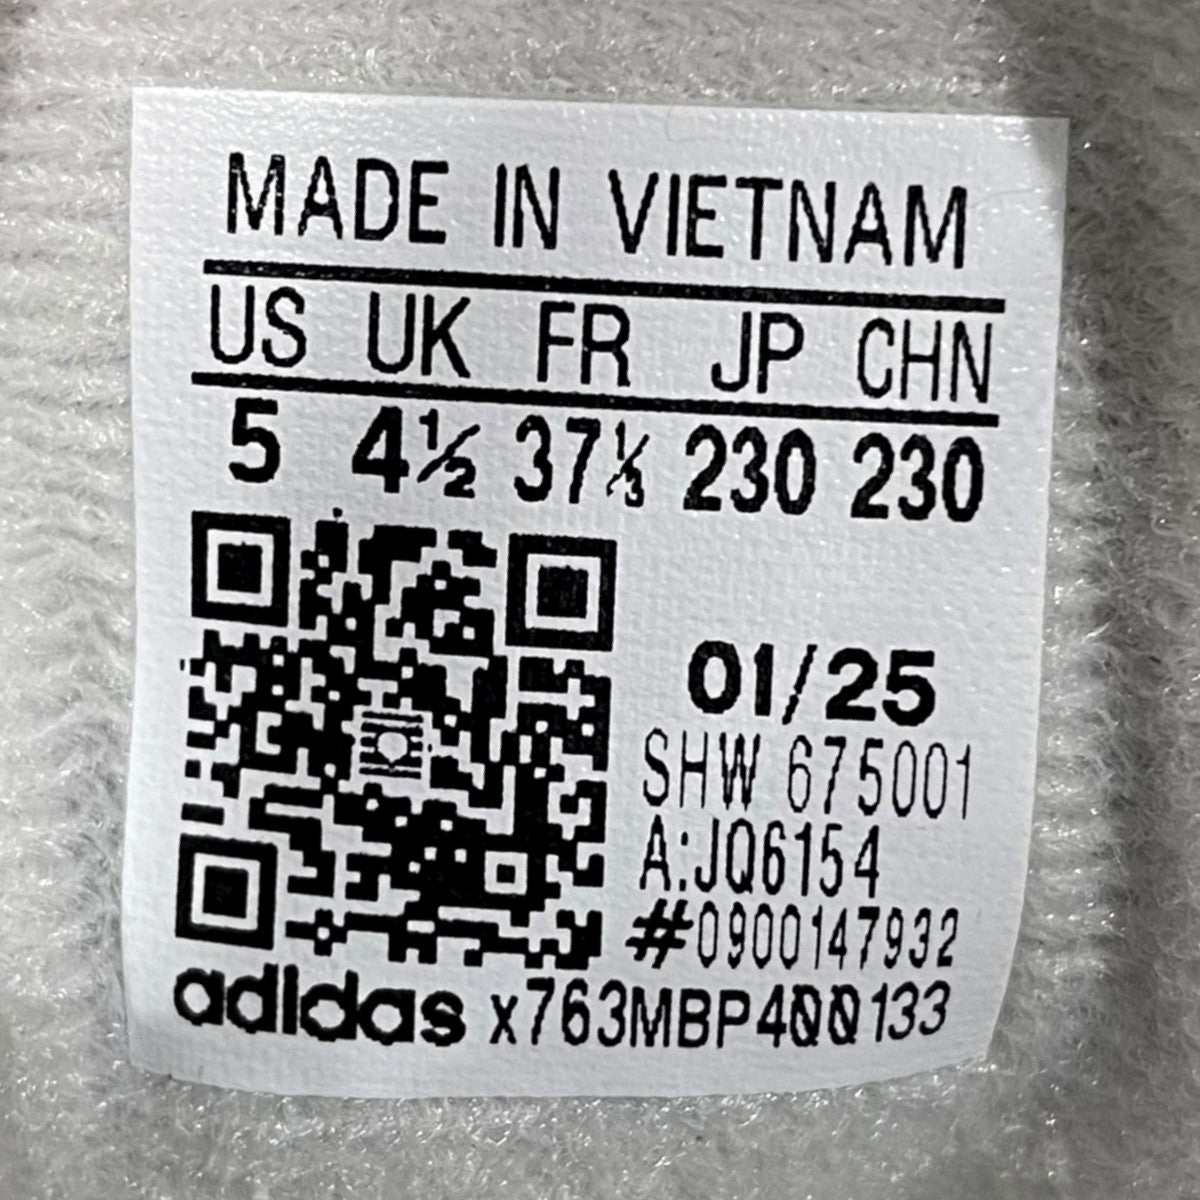 MADE IN VIETNAM
US UK FR JP CHN
5 4½ 37⅓ 230 230
01/25
SHW 675001
A:JQ6154
#0900147932
adidas x763MBP400133